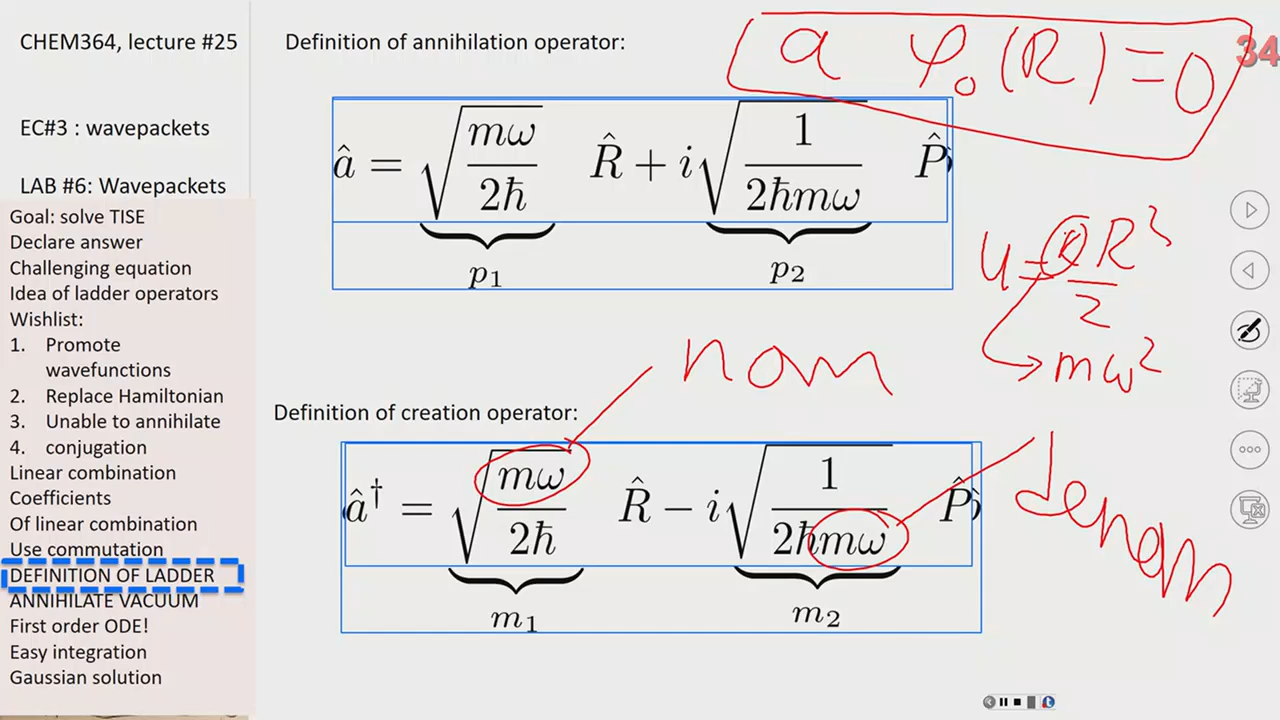 CHEM364, lecture #25
EC#3 : wavepackets
LAB #6: Wavepackets
Goal: solve TISE
Declare answer
Challenging equation
Idea of ladder operators
Wishlist:
1. Promote
wavefunctions
2. Replace Hamiltonian
3. Unable to annihilate
4. conjugation
Linear combination
Coefficients
Of linear combination
Use commutation
DEFINITION OF LADDER
ANNIHILATE VACUUM
First order ODE!
Easy integration
Gaussian solution
Definition of annihilation operator:
a φ₀(R)=0
34
â = √(mω/2ħ) R̂ + i√(1/2ħmω) P̂
p₁ p₂
U = kR²/2
mω²
nom
Definition of creation operator:
â† = √(mω/2ħ) R̂ − i√(1/2ħmω) P̂
m₁ m₂
denom